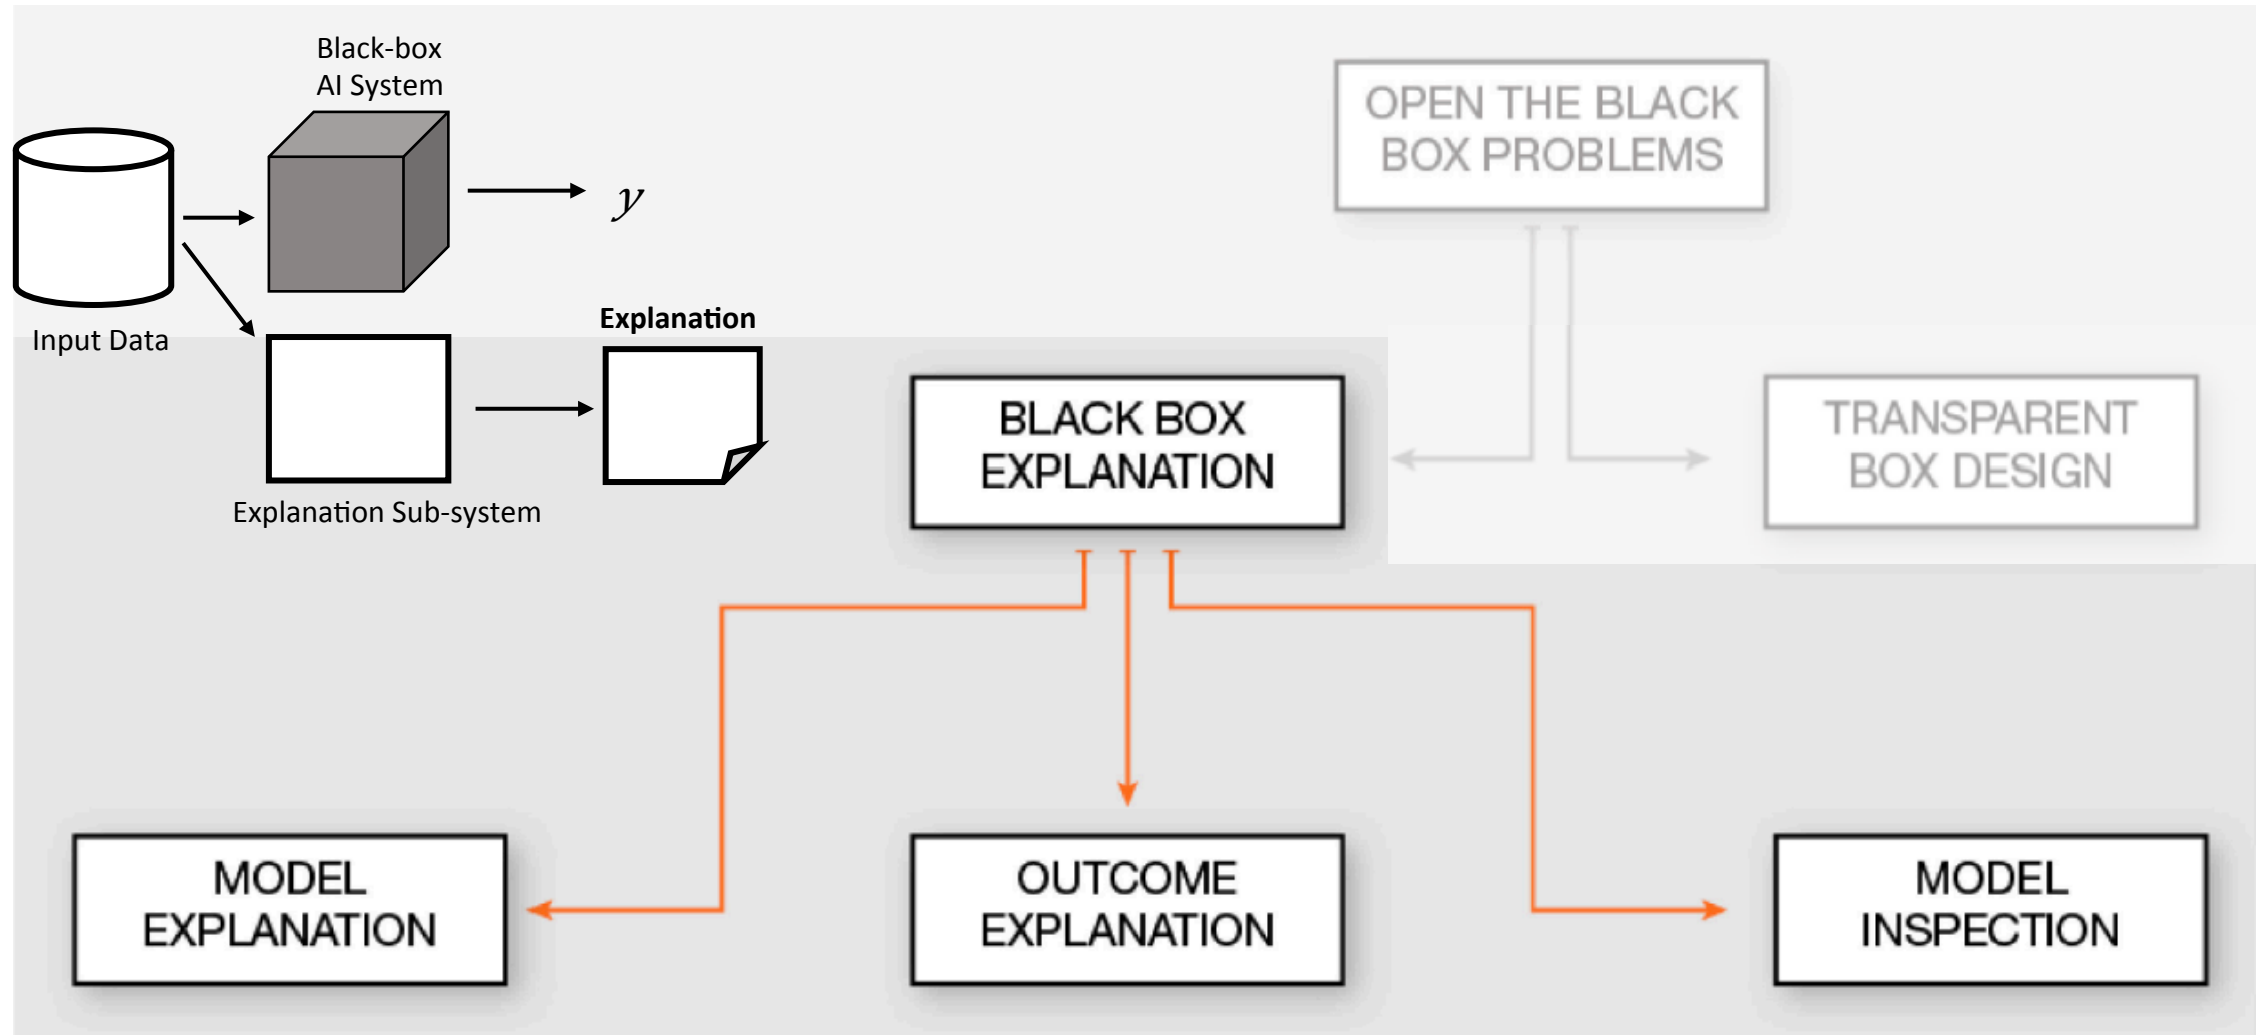 Black-box
AI System
y
Input Data
Explanation
Explanation Sub-system
OPEN THE BLACK
BOX PROBLEMS
BLACK BOX
EXPLANATION
TRANSPARENT
BOX DESIGN
MODEL
EXPLANATION
OUTCOME
EXPLANATION
MODEL
INSPECTION